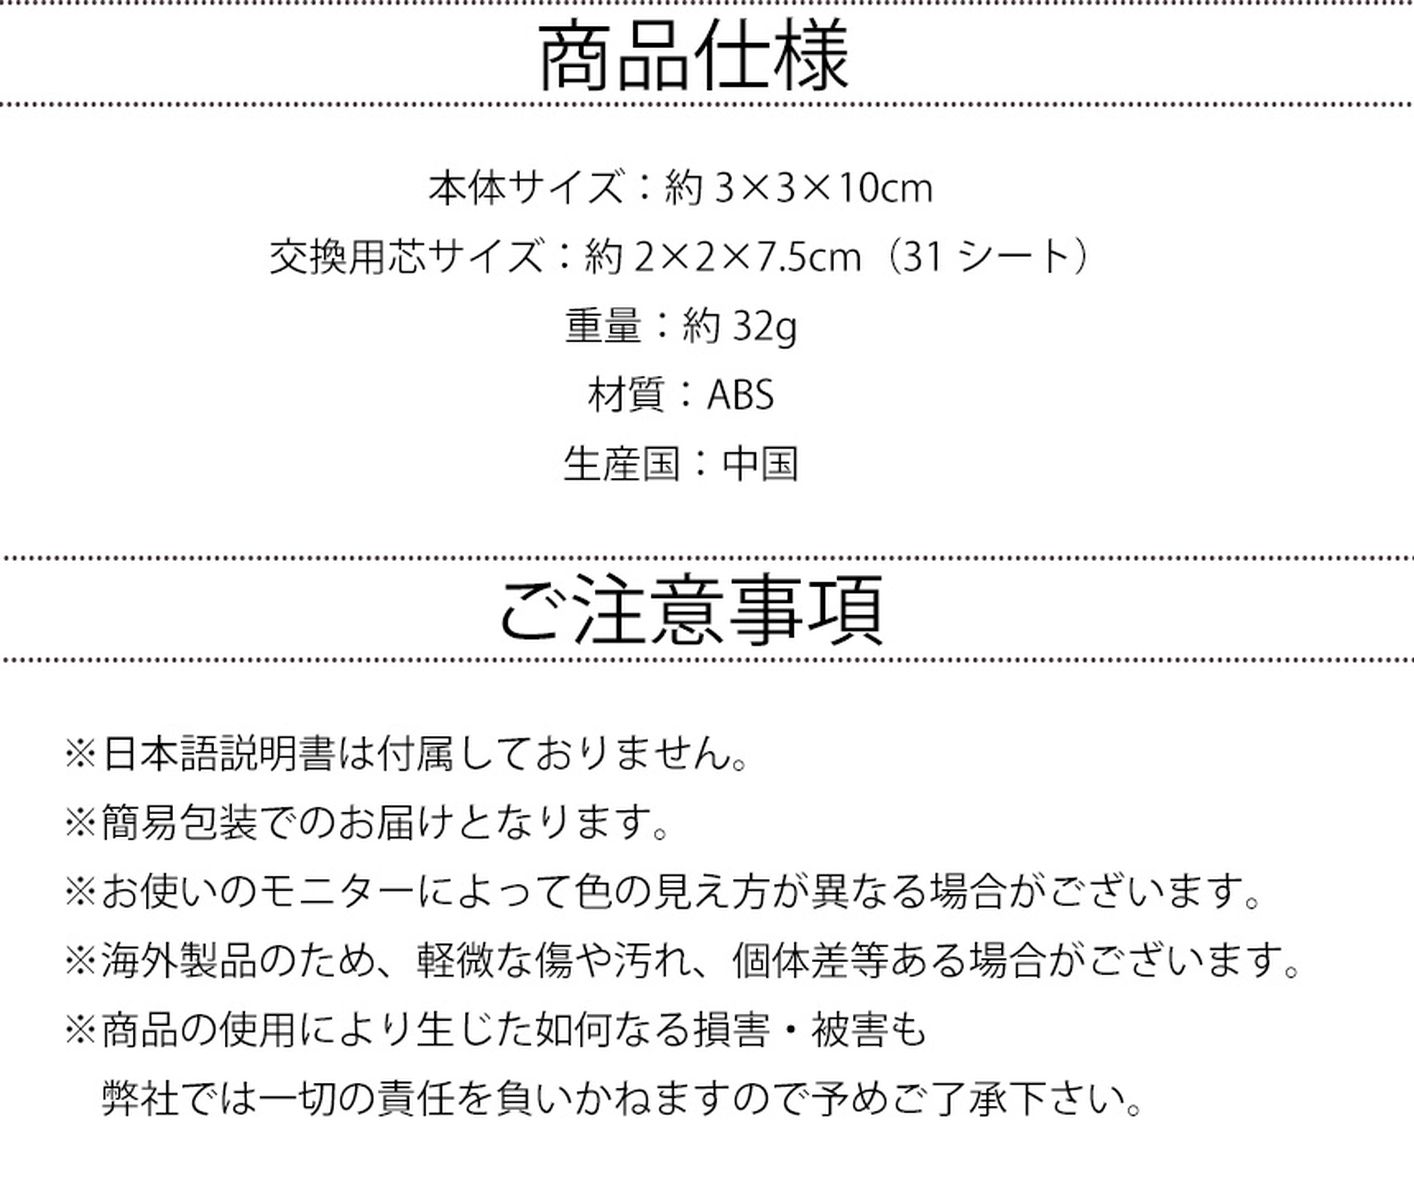 商品仕様
本体サイズ：約 3×3×10cm
交換用芯サイズ：約 2×2×7.5cm（31 シート）
重量：約 32g
材質：ABS
生産国：中国
ご注意事項
※日本語説明書は付属しておりません。
※簡易包装でのお届けとなります。
※お使いのモニターによって色の見え方が異なる場合がございます。
※海外製品のため、軽微な傷や汚れ、個体差等ある場合がございます。
※商品の使用により生じた如何なる損害・被害も
弊社では一切の責任を負いかねますので予めご了承下さい。